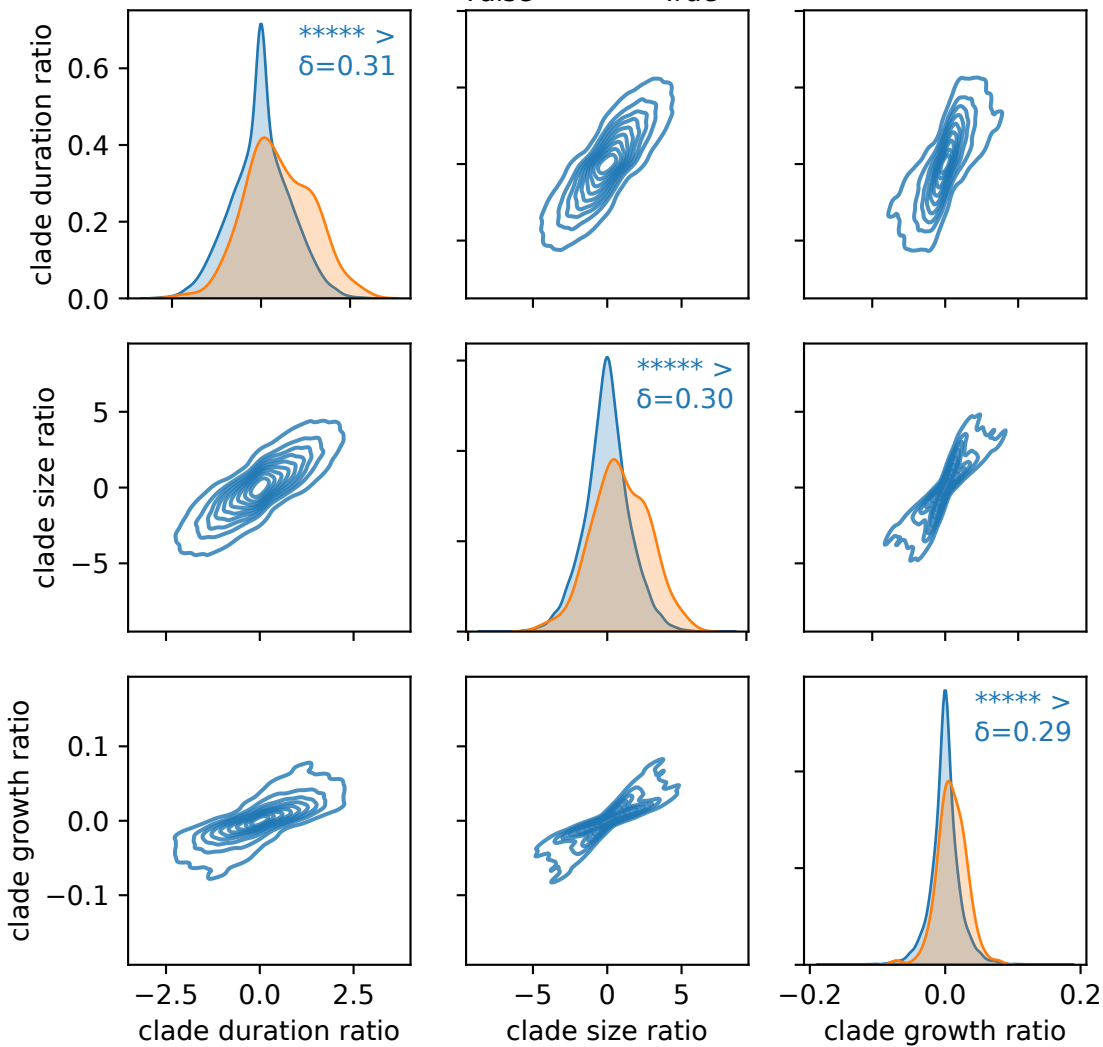 ***** >
δ=0.31
clade duration ratio
0.6
0.4
0.2
0.0
***** >
δ=0.30
clade size ratio
5
0
−5
***** >
δ=0.29
clade growth ratio
0.1
0.0
−0.1
−2.5 0.0 2.5
−5 0 5
−0.2 0.0 0.2
clade duration ratio
clade size ratio
clade growth ratio